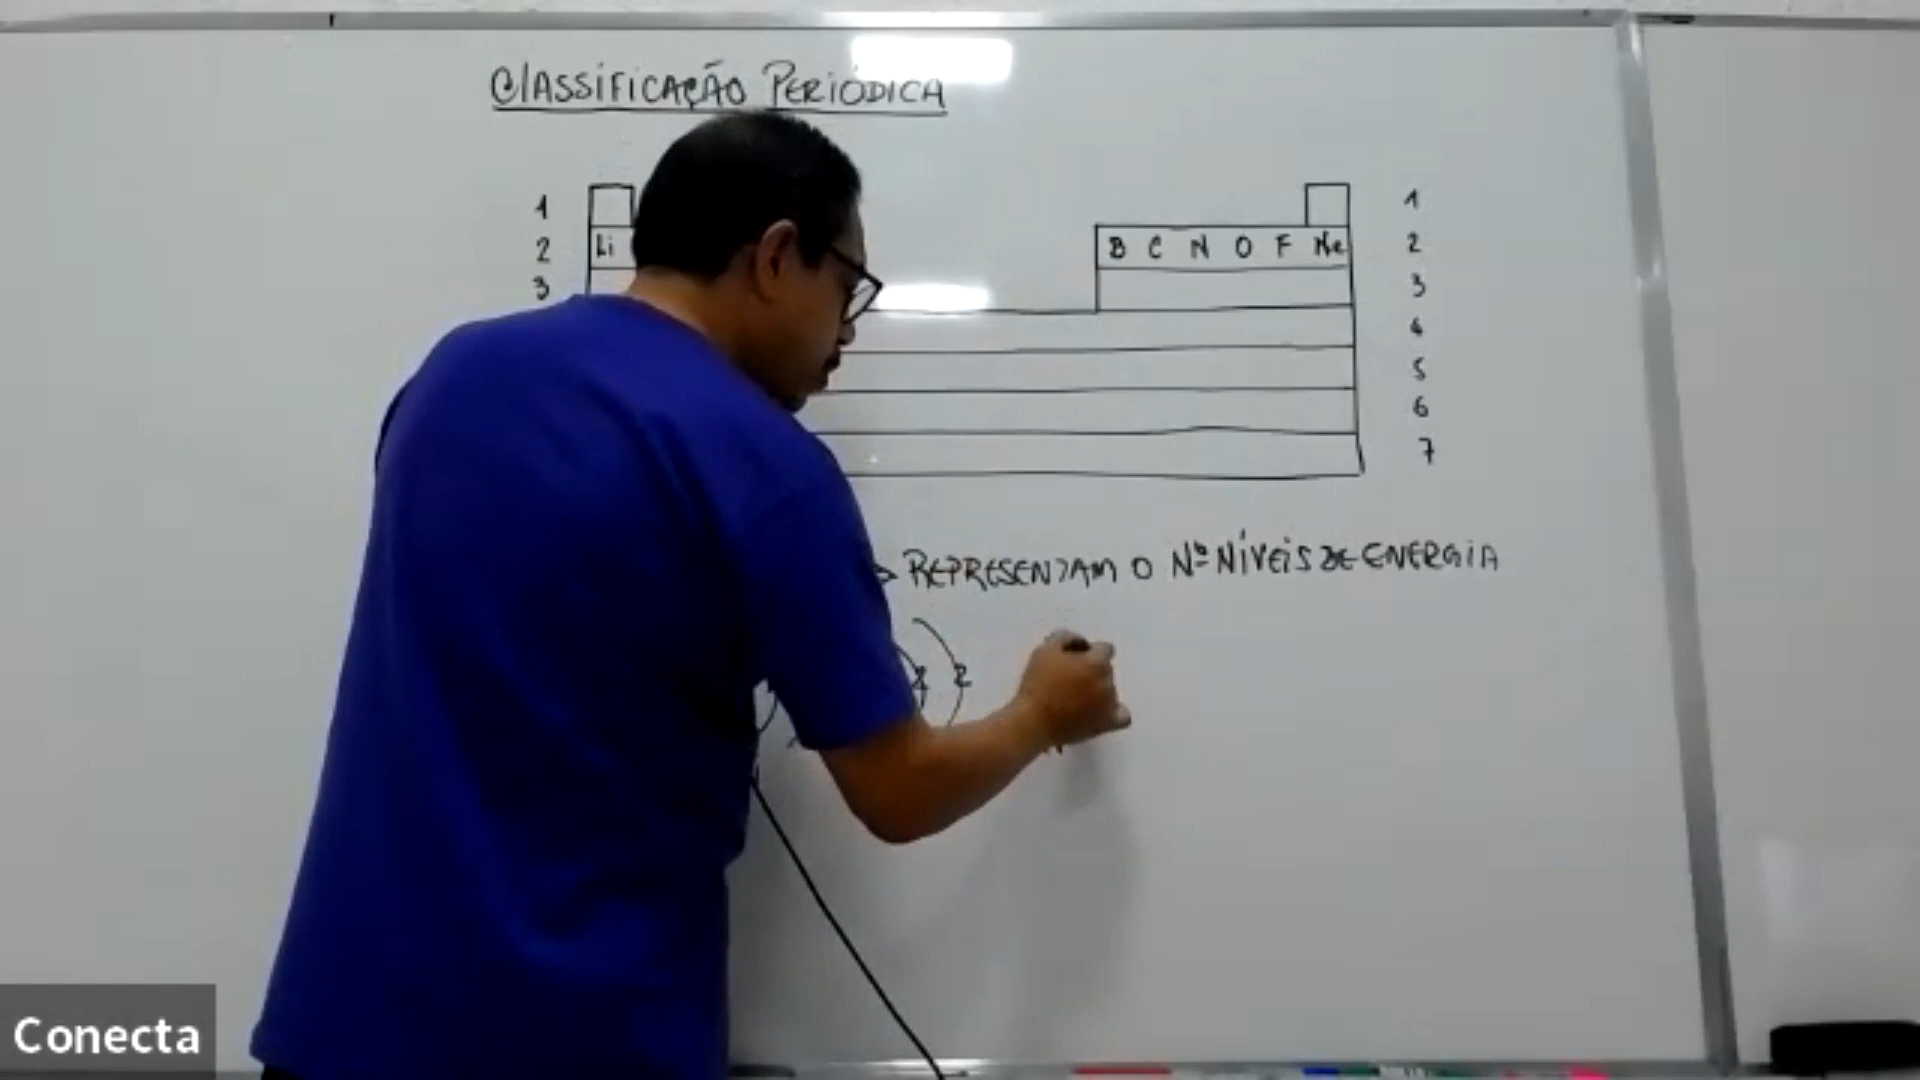 Classificação Periódica
1 1
2 Li B C N O F Ne 2
3 3
4
5
6
7
> Representam o Nº Níveis de Energia
2 2
Conecta